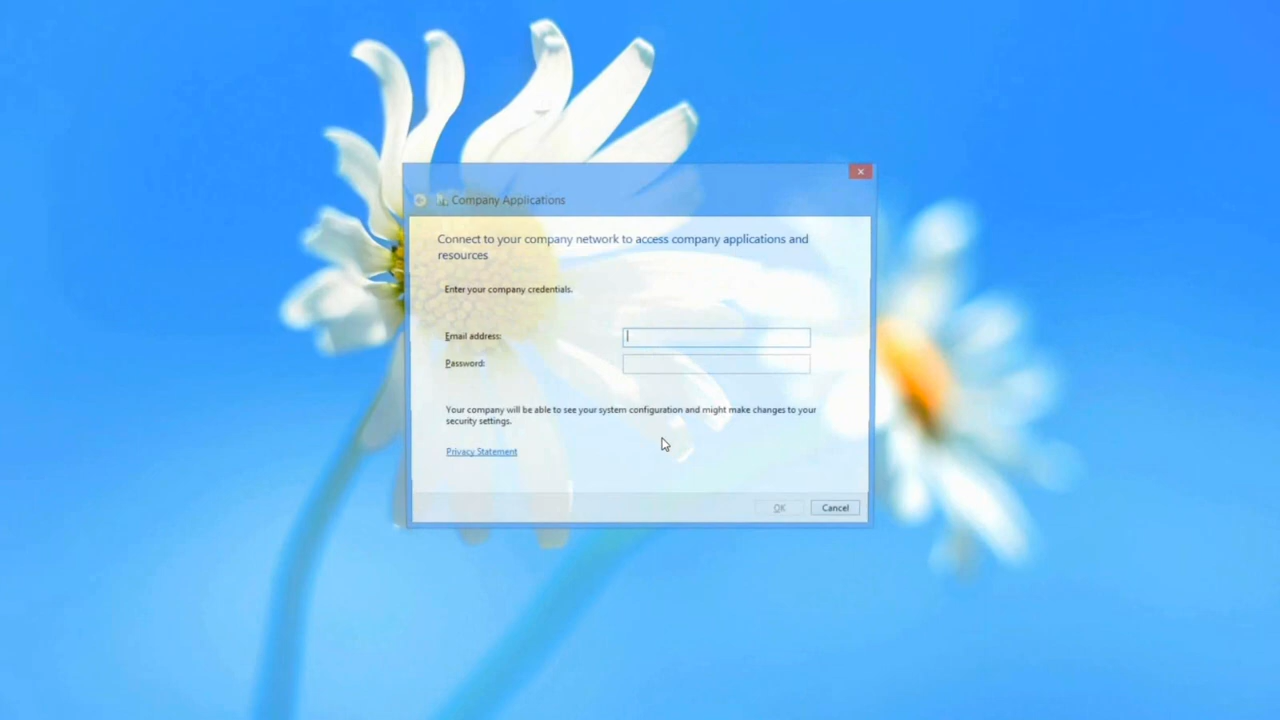 Company Applications
Connect to your company network to access company applications and
resources
Enter your company credentials.
Email address:
Password:
Your company will be able to see your system configuration and might make changes to your
security settings.
Privacy Statement
OK Cancel